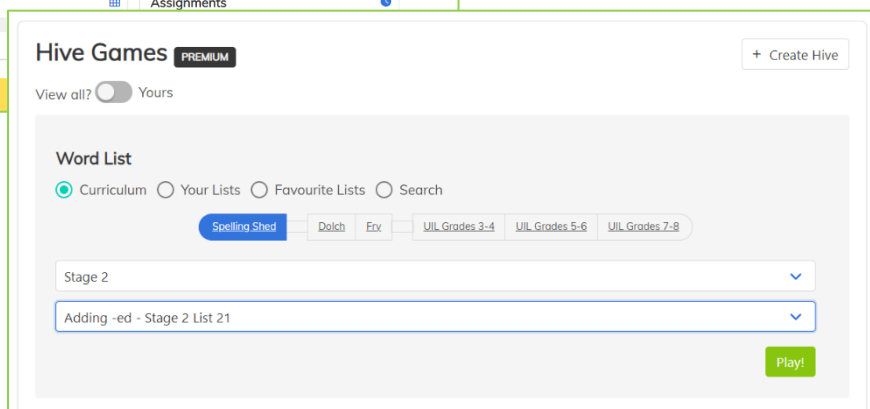 Assignments
Hive Games PREMIUM
+ Create Hive
View all? Yours
Word List
Curriculum Your Lists Favourite Lists Search
Spelling Shed Dolch Fry UIL Grades 3-4 UIL Grades 5-6 UIL Grades 7-8
Stage 2
Adding -ed - Stage 2 List 21
Play!